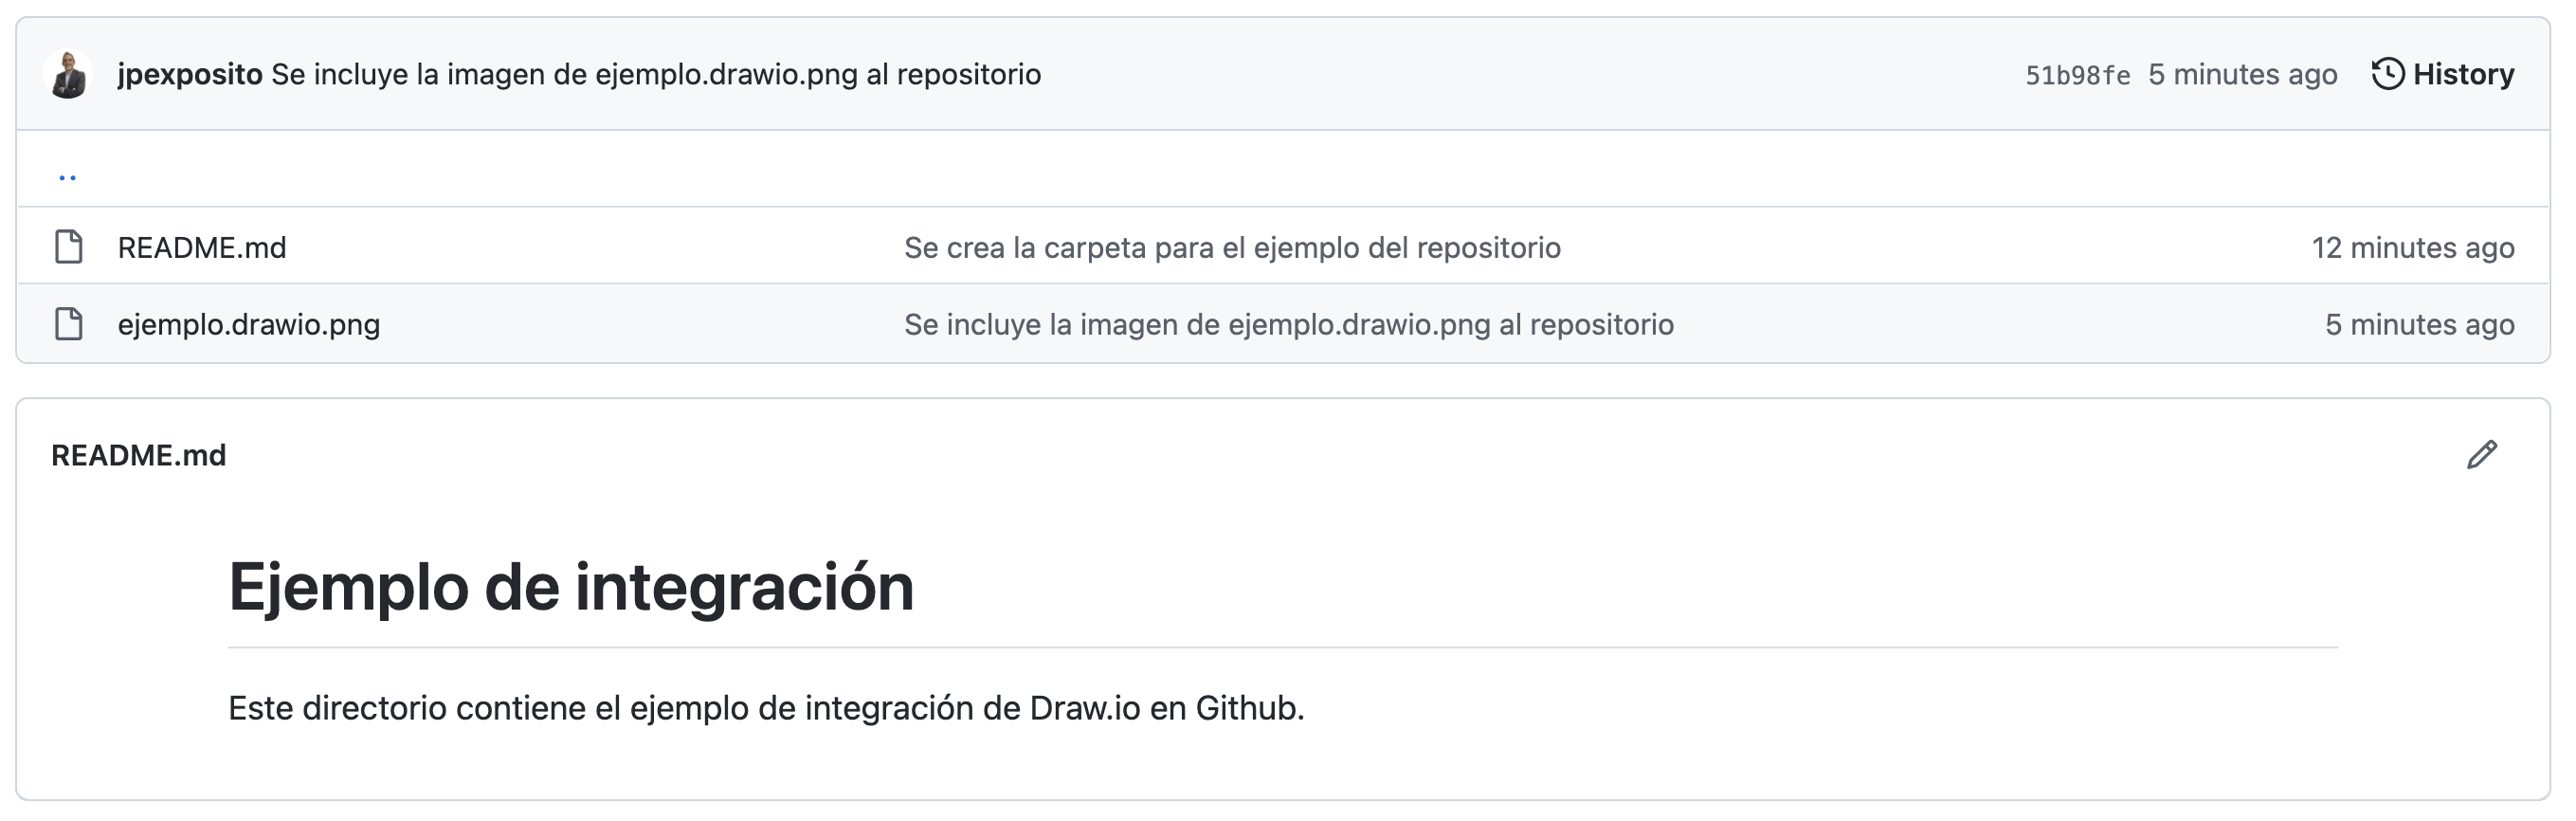 jpexposito Se incluye la imagen de ejemplo.drawio.png al repositorio 51b98fe 5 minutes ago History
..
README.md Se crea la carpeta para el ejemplo del repositorio 12 minutes ago
ejemplo.drawio.png Se incluye la imagen de ejemplo.drawio.png al repositorio 5 minutes ago
README.md
Ejemplo de integración
Este directorio contiene el ejemplo de integración de Draw.io en Github.